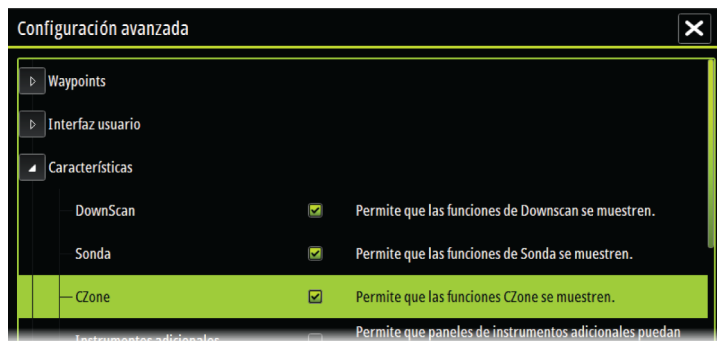 Configuración avanzada
Waypoints
Interfaz usuario
Características
DownScan Permite que las funciones de Downscan se muestren.
Sonda Permite que las funciones de Sonda se muestren.
CZone Permite que las funciones CZone se muestren.
Instrumentos adicionales Permite que paneles de instrumentos adicionales puedan